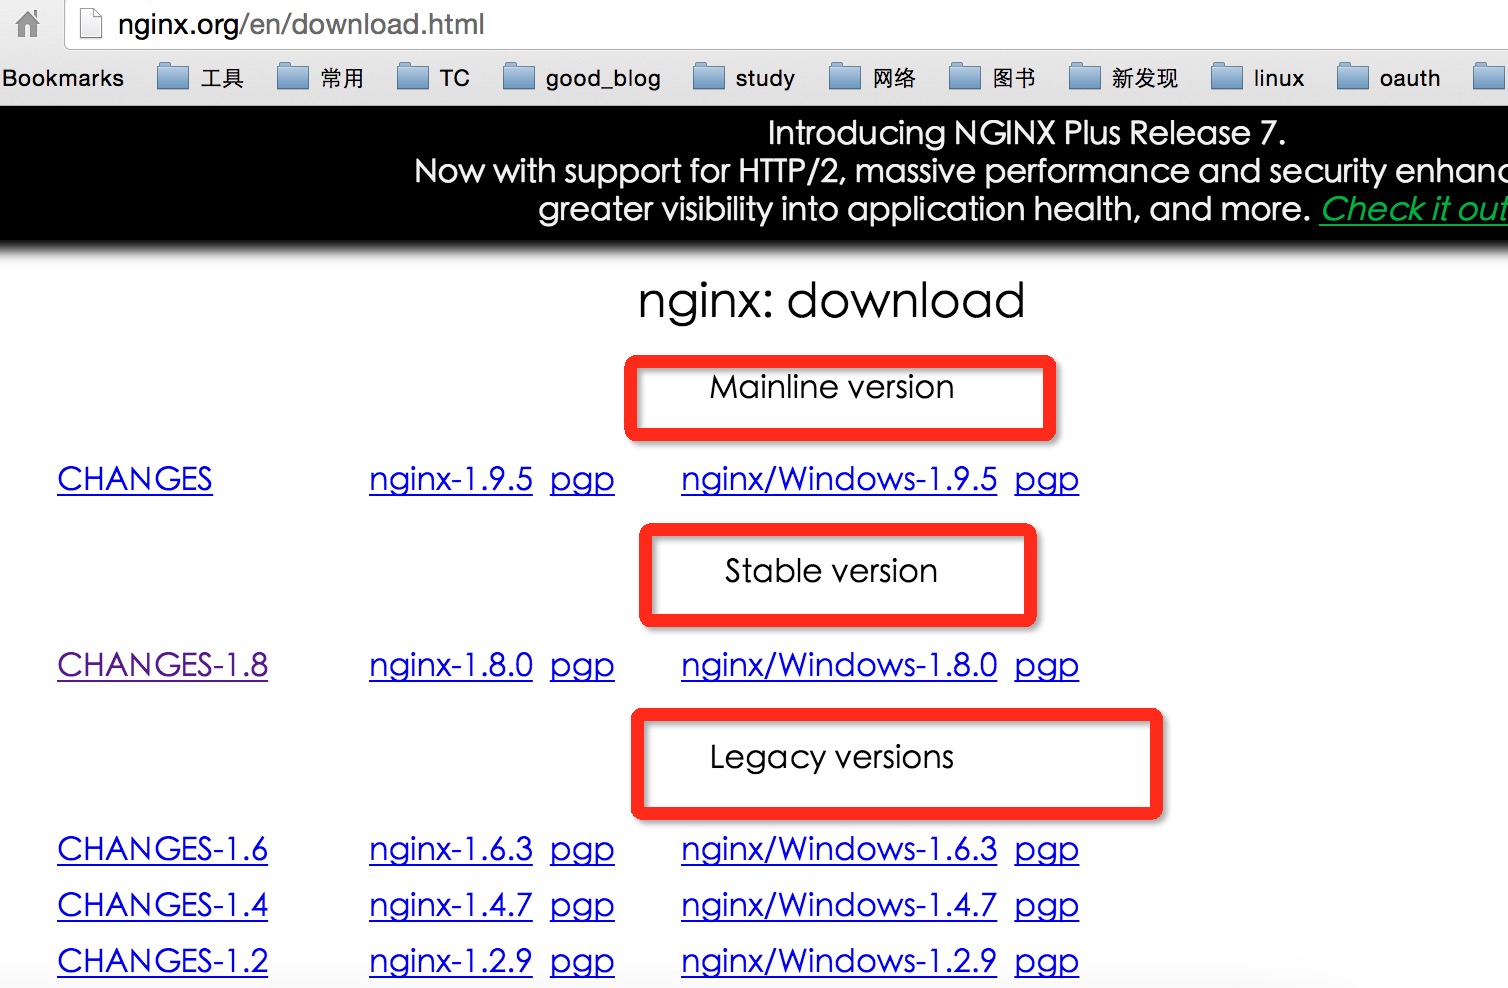 nginx.org/en/download.html
Bookmarks 工具 常用 TC good_blog study 网络 图书 新发现 linux oauth
Introducing NGINX Plus Release 7.
Now with support for HTTP/2, massive performance and security enhanc
greater visibility into application health, and more. Check it out
nginx: download
Mainline version
CHANGES nginx-1.9.5 pgp nginx/Windows-1.9.5 pgp
Stable version
CHANGES-1.8 nginx-1.8.0 pgp nginx/Windows-1.8.0 pgp
Legacy versions
CHANGES-1.6 nginx-1.6.3 pgp nginx/Windows-1.6.3 pgp
CHANGES-1.4 nginx-1.4.7 pgp nginx/Windows-1.4.7 pgp
CHANGES-1.2 nginx-1.2.9 pgp nginx/Windows-1.2.9 pgp